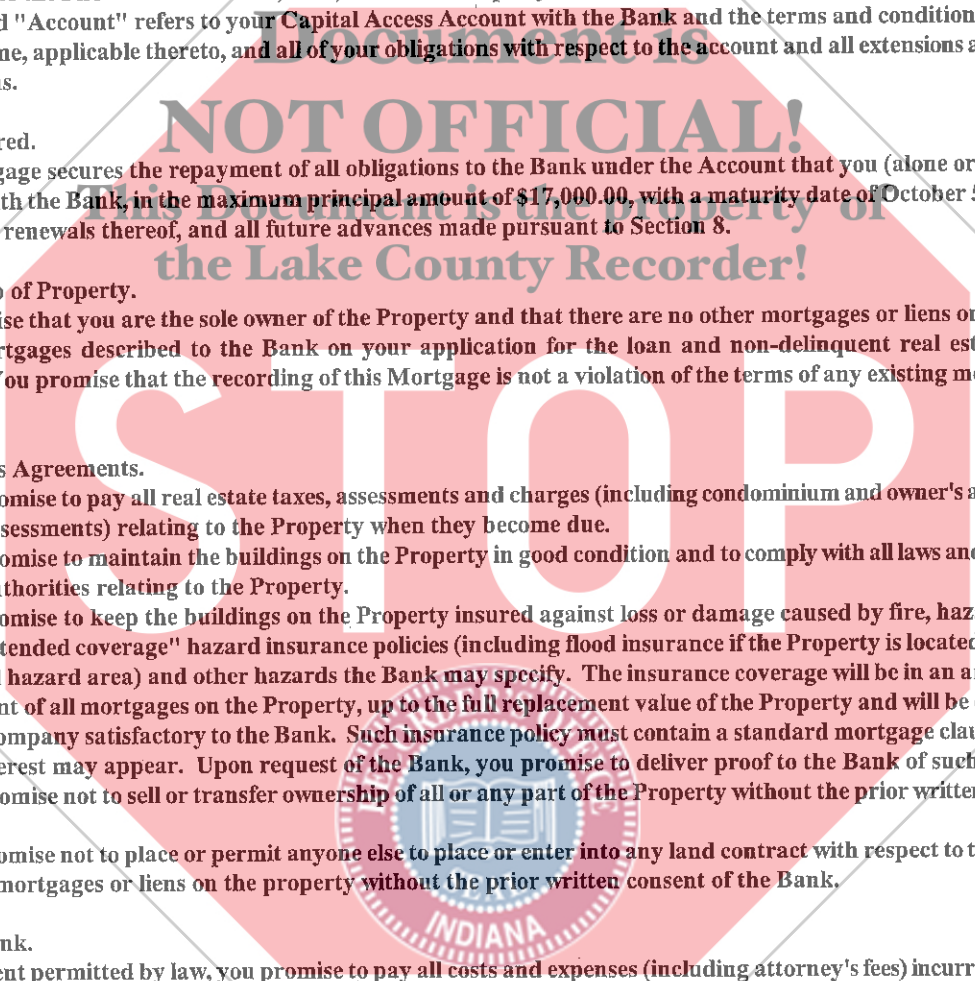 "Account" refers to your Capital Access Account with the Bank and the terms and condition
applicable thereto, and all of your obligations with respect to the account and all extensions a
Document is
NOT OFFICIAL!
This Document is the property of
the Lake County Recorder!
red.
gage secures the repayment of all obligations to the Bank under the Account that you (alone or
th the Bank, in the maximum principal amount of $17,000.00, with a maturity date of October 5
renewals thereof, and all future advances made pursuant to Section 8.
of Property.
ise that you are the sole owner of the Property and that there are no other mortgages or liens on
rtgages described to the Bank on your application for the loan and non-delinquent real est
You promise that the recording of this Mortgage is not a violation of the terms of any existing m
STOP
s Agreements.
omise to pay all real estate taxes, assessments and charges (including condominium and owner's a
sessments) relating to the Property when they become due.
omise to maintain the buildings on the Property in good condition and to comply with all laws and
thorities relating to the Property.
omise to keep the buildings on the Property insured against loss or damage caused by fire, haza
tended coverage" hazard insurance policies (including flood insurance if the Property is located
hazard area) and other hazards the Bank may specify. The insurance coverage will be in an a
nt of all mortgages on the Property, up to the full replacement value of the Property and will be
ompany satisfactory to the Bank. Such insurance policy must contain a standard mortgage clau
erest may appear. Upon request of the Bank, you promise to deliver proof to the Bank of such
omise not to sell or transfer ownership of all or any part of the Property without the prior written
omise not to place or permit anyone else to place or enter into any land contract with respect to t
mortgages or liens on the property without the prior written consent of the Bank.
SEAL
INDIANA
nk.
ent permitted by law, you promise to pay all costs and expenses (including attorney's fees) incurr